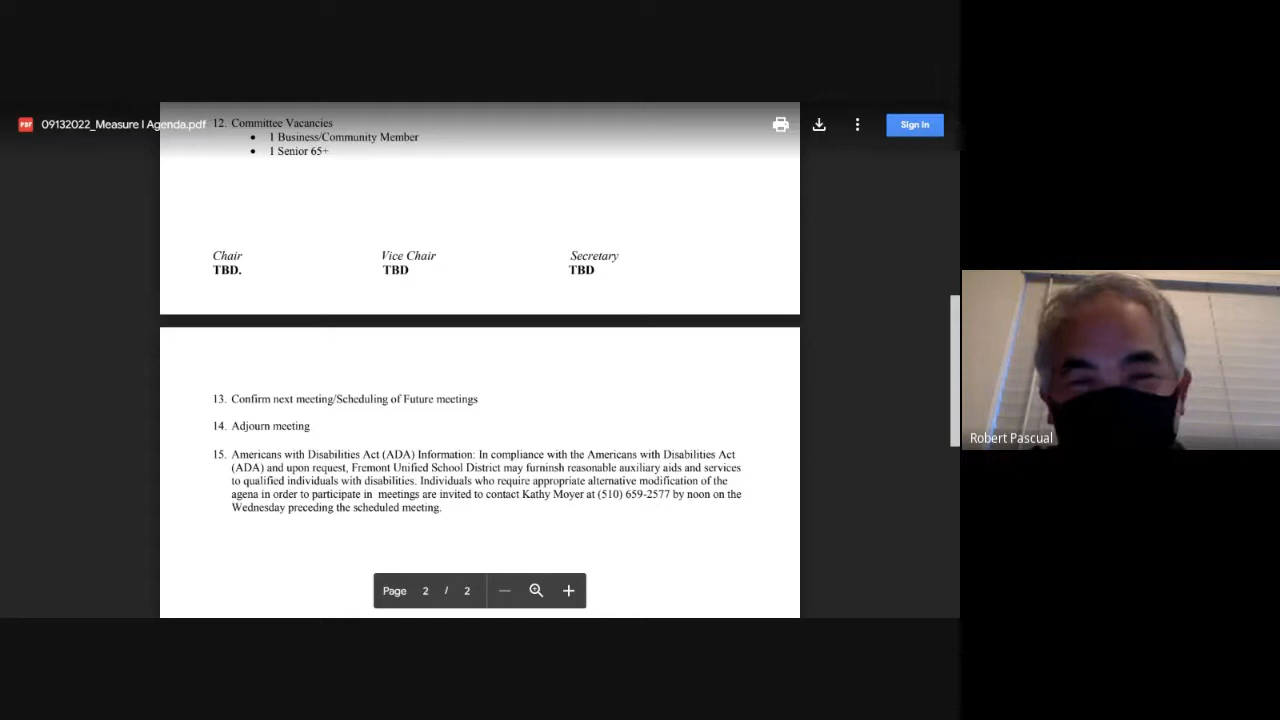 PDF
09132022_Measure I Agenda.pdf
Sign In
12. Committee Vacancies
• 1 Business/Community Member
• 1 Senior 65+
Chair Vice Chair Secretary
TBD. TBD TBD
13. Confirm next meeting/Scheduling of Future meetings
14. Adjourn meeting
15. Americans with Disabilities Act (ADA) Information: In compliance with the Americans with Disabilities Act
(ADA) and upon request, Fremont Unified School District may furninsh reasonable auxiliary aids and services
to qualified individuals with disabilities. Individuals who require appropriate alternative modification of the
agena in order to participate in meetings are invited to contact Kathy Moyer at (510) 659-2577 by noon on the
Wednesday preceding the scheduled meeting.
Page 2 / 2
Robert Pascual